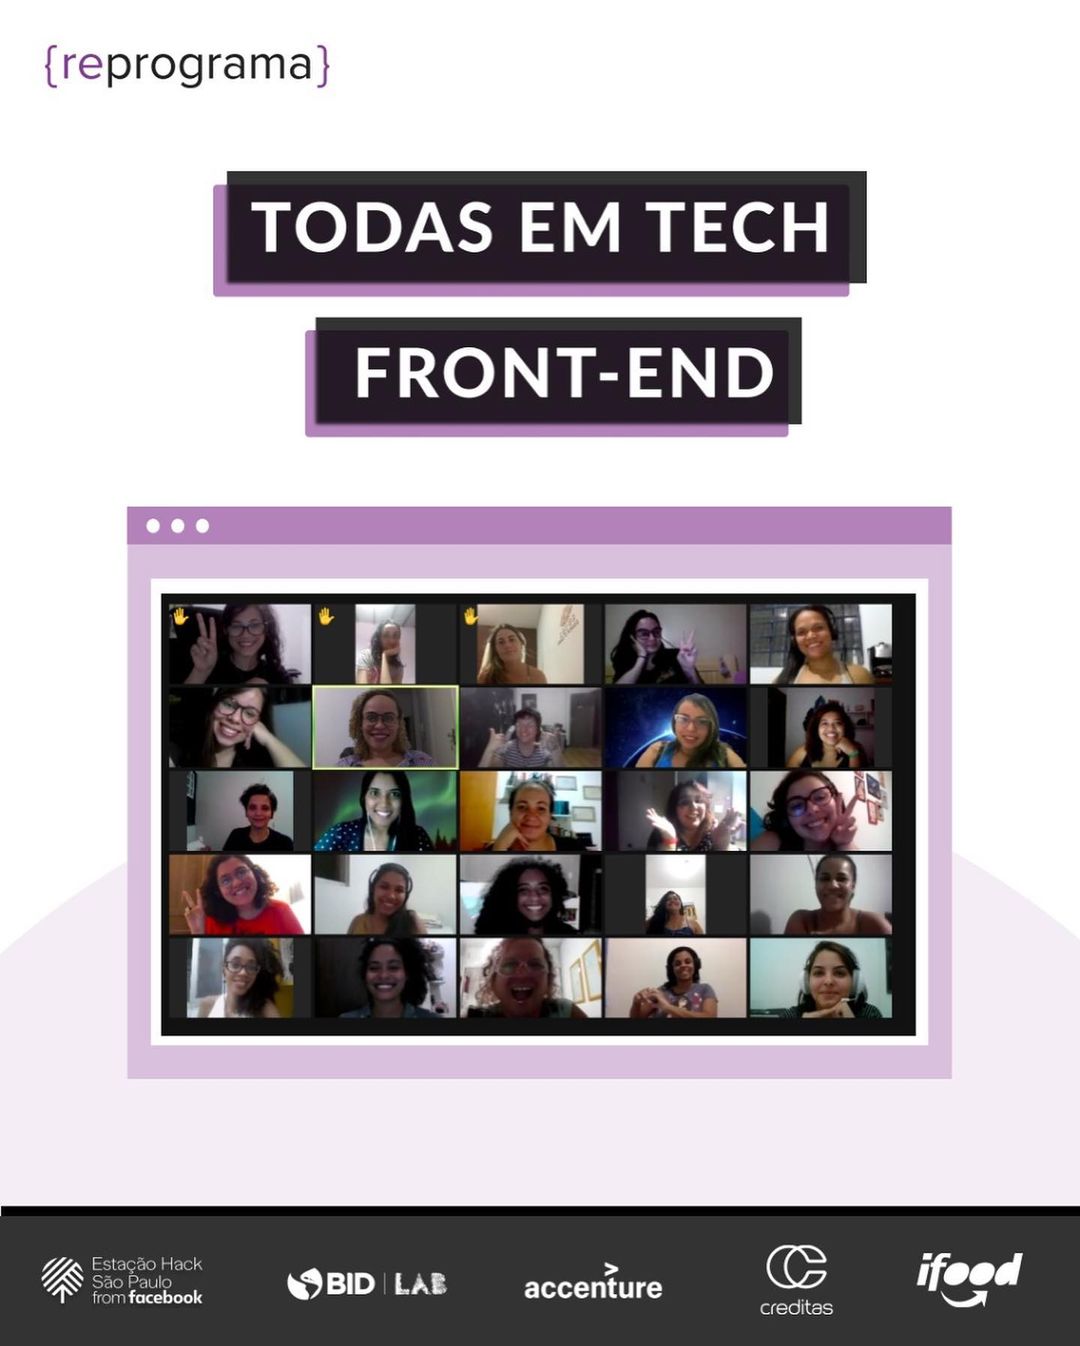 {reprograma}
TODAS EM TECH
FRONT-END
Estação Hack
São Paulo
from facebook
BID | LAB
accenture
creditas
ifood